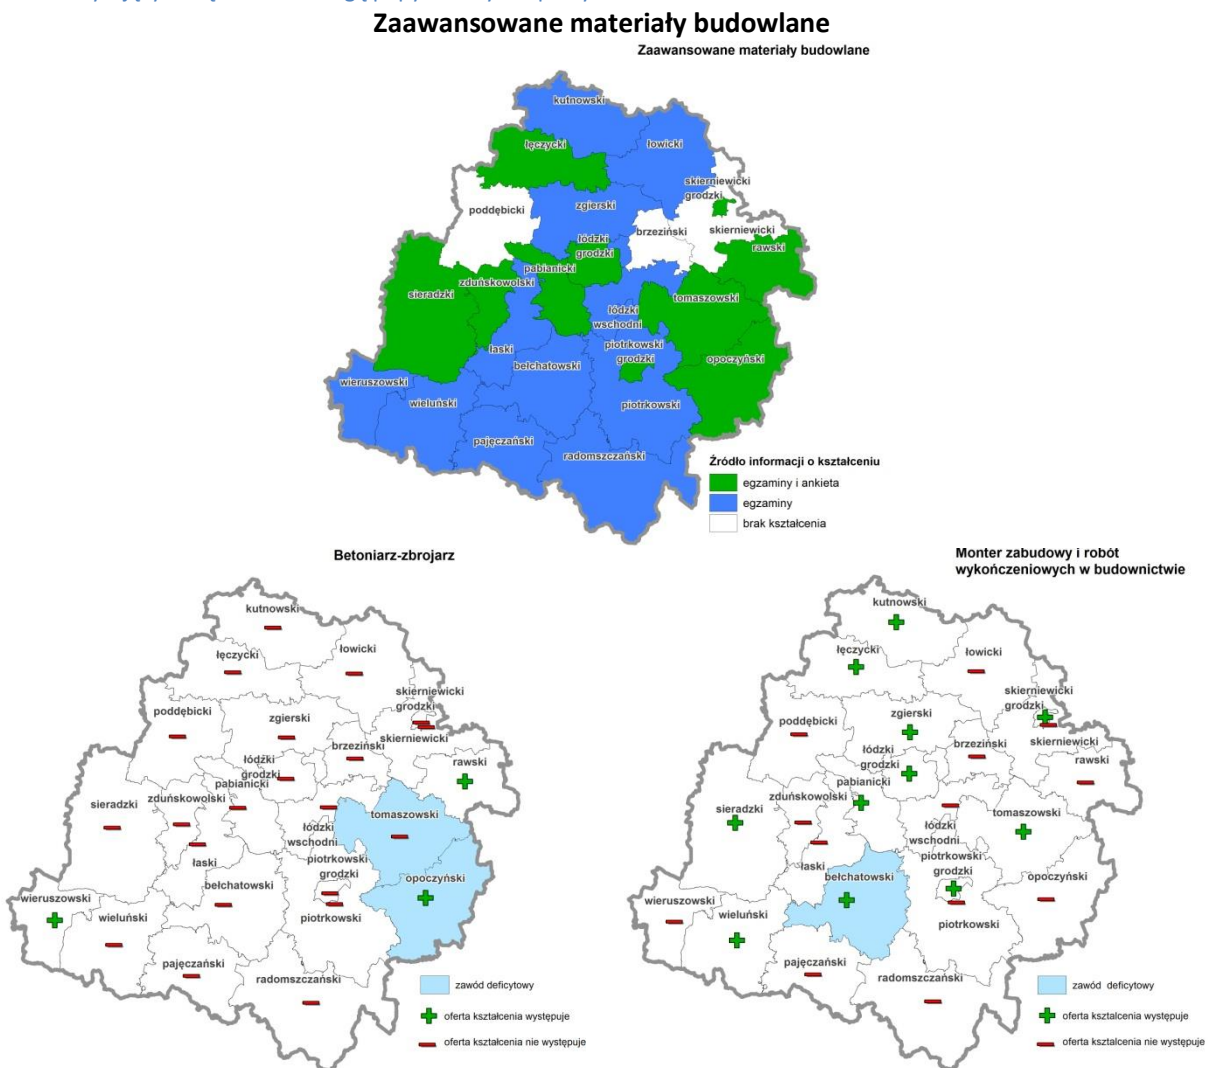 Zaawansowane materiały budowlane
Zaawansowane materiały budowlane
kutnowski
łęczycki
łowicki
skierniewicki
grodzki
poddębicki
zgierski
brzeziński
skierniewicki
rawski
łódzki
grodzki
pabianicki
zduńskowolski
sieradzki
tomaszowski
łódzki
wschodni
piotrkowski
grodzki
opoczyński
łaski
bełchatowski
wieruszowski
wieluński
piotrkowski
pajęczański
radomszczański
Źródło informacji o kształceniu
egzaminy i ankieta
egzaminy
brak kształcenia
Betoniarz-zbrojarz
kutnowski
łęczycki
łowicki
skierniewicki
grodzki
poddębicki
zgierski
skierniewicki
brzeziński
łódzki
grodzki
rawski
pabianicki
zduńskowolski
sieradzki
tomaszowski
łódzki
wschodni
piotrkowski
grodzki
łaski
bełchatowski
opoczyński
wieruszowski
wieluński
piotrkowski
pajęczański
radomszczański
zawód deficytowy
oferta kształcenia występuje
oferta kształcenia nie występuje
Monter zabudowy i robót
wykończeniowych w budownictwie
kutnowski
łęczycki
łowicki
skierniewicki
grodzki
poddębicki
zgierski
brzeziński
skierniewicki
łódzki
grodzki
rawski
pabianicki
zduńskowolski
sieradzki
tomaszowski
łódzki
wschodni
piotrkowski
grodzki
łaski
bełchatowski
opoczyński
wieruszowski
wieluński
piotrkowski
pajęczański
radomszczański
zawód deficytowy
oferta kształcenia występuje
oferta kształcenia nie występuje